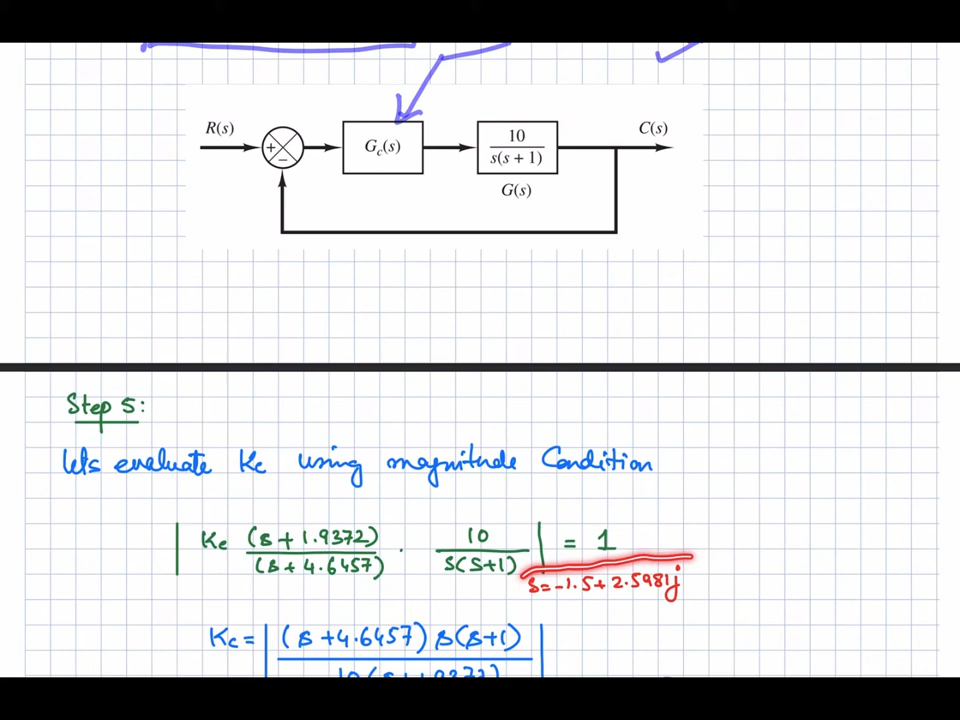 R(s)
+
−
G_c(s)
10
s(s + 1)
G(s)
C(s)
Step 5:
Let's evaluate Kc using magnitude Condition
| Kc (s+1.9372)/(s+4.6457) · 10/s(s+1) | = 1
s=-1.5+2.5981j
Kc = | (s+4.6457) s(s+1)